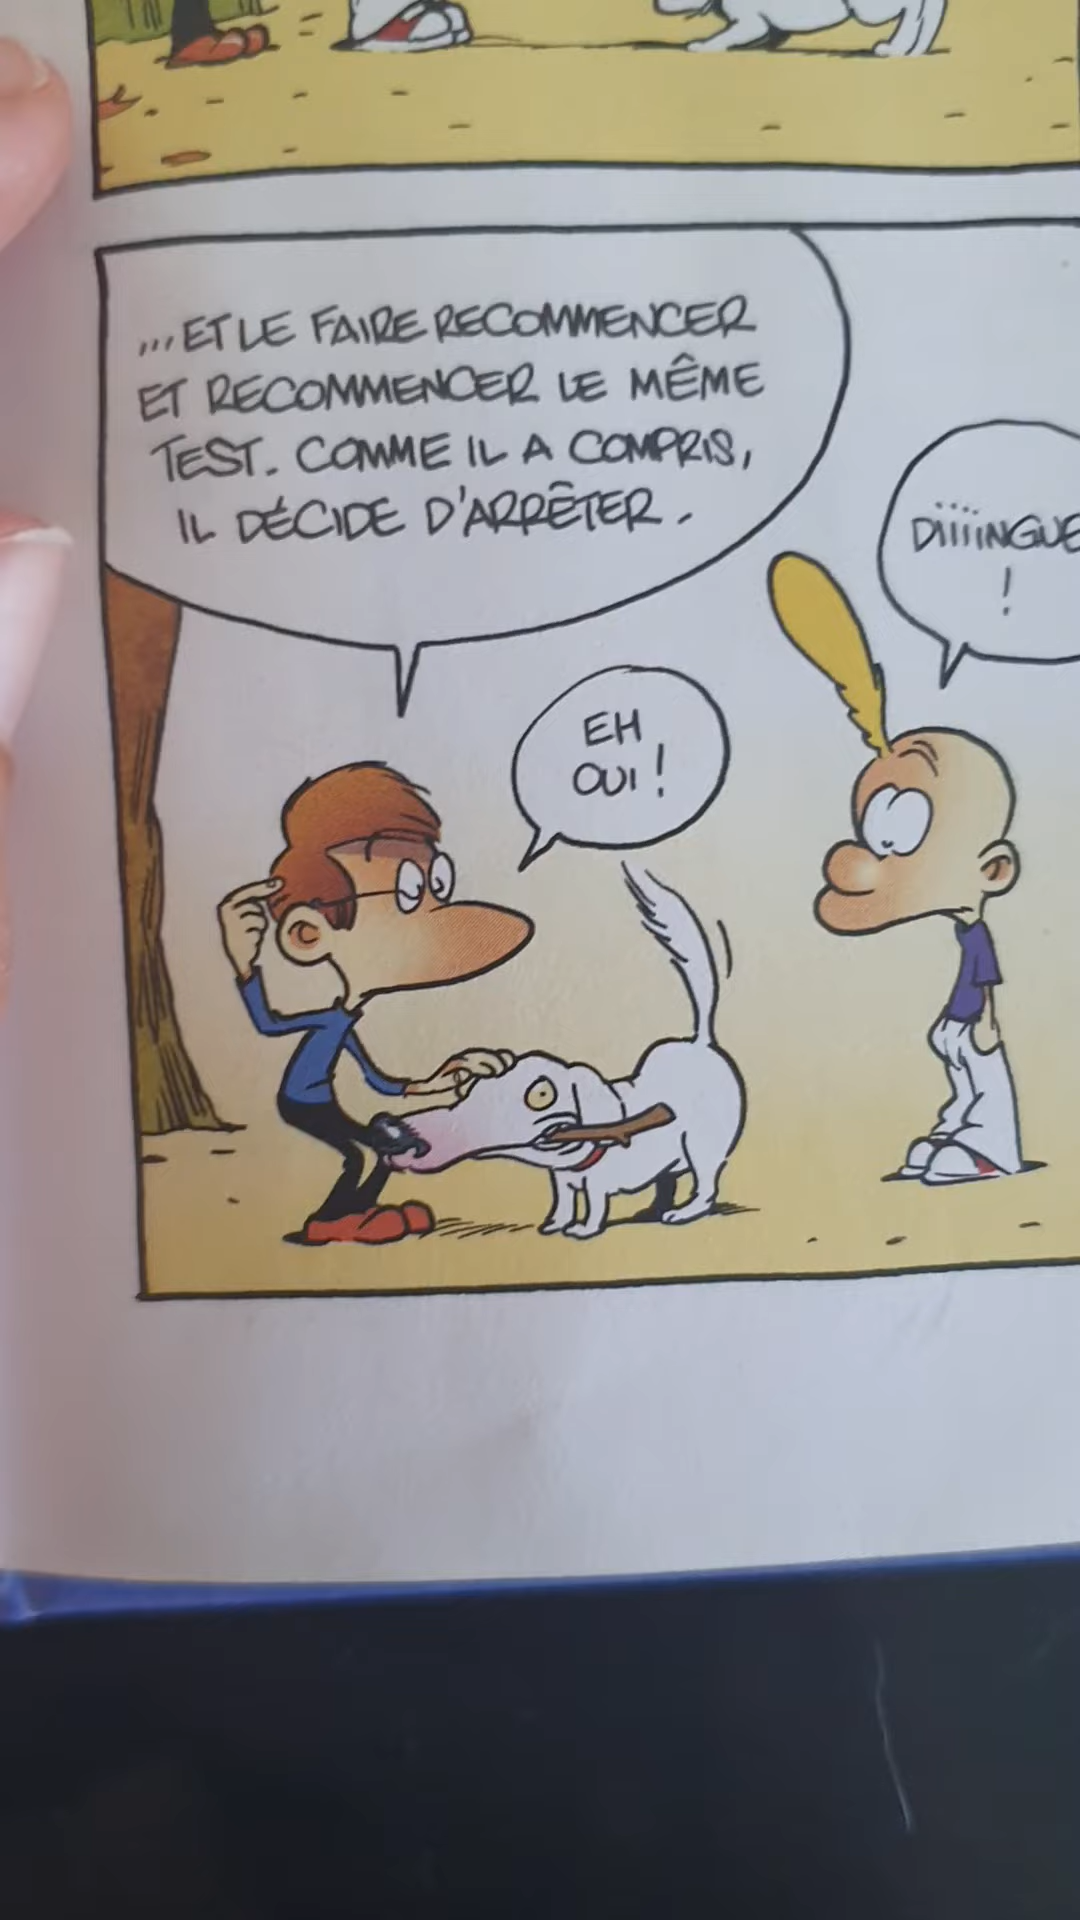 ...ET LE FAIRE RECOMMENCER
ET RECOMMENCER LE MÊME
TEST. COMME IL A COMPRIS,
IL DÉCIDE D'ARRÊTER.
DIIIINGUE
!
EH
OUI !